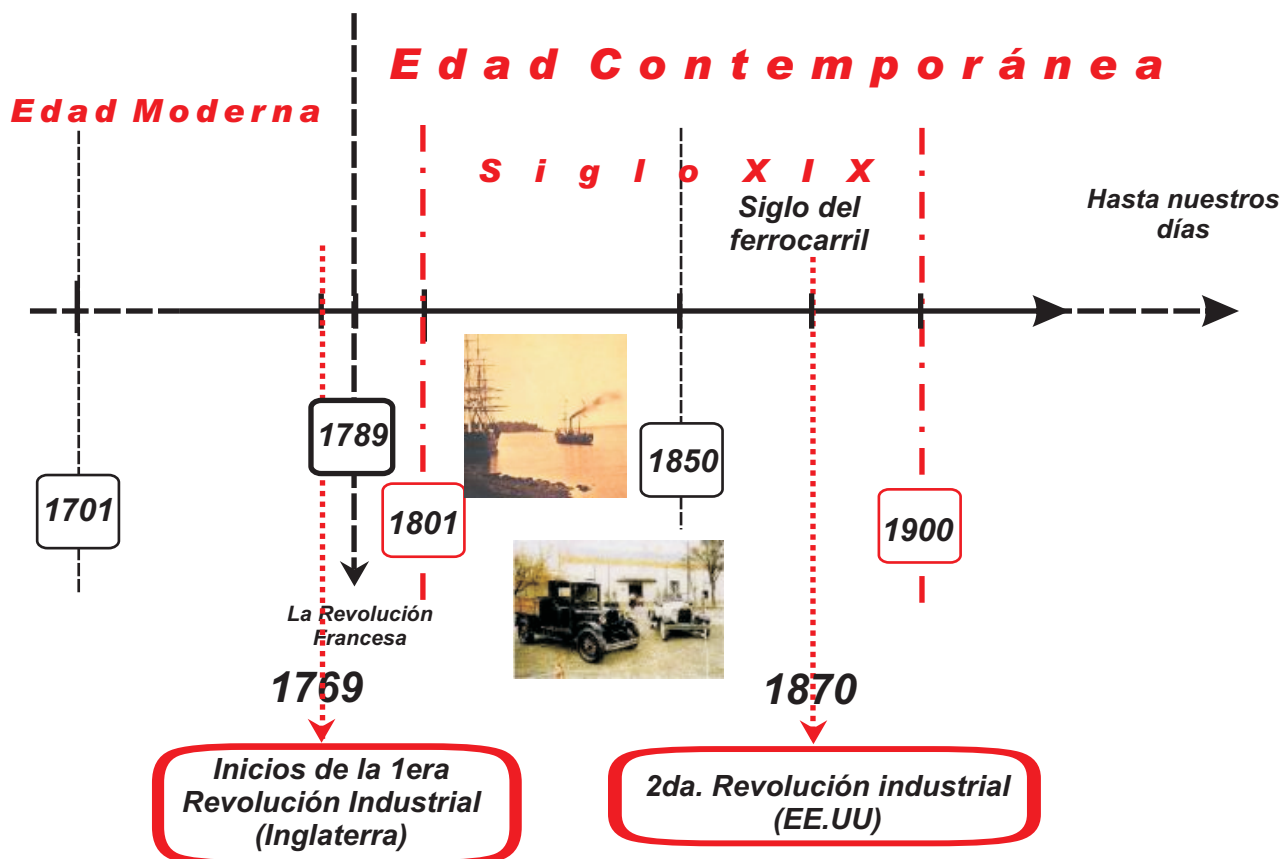 Edad Contemporánea
Edad Moderna
Siglo XIX
Siglo del
ferrocarril
Hasta nuestros
días
1789
1701
1801
1850
1900
La Revolución
Francesa
1769
1870
Inicios de la 1era
Revolución Industrial
(Inglaterra)
2da. Revolución industrial
(EE.UU)